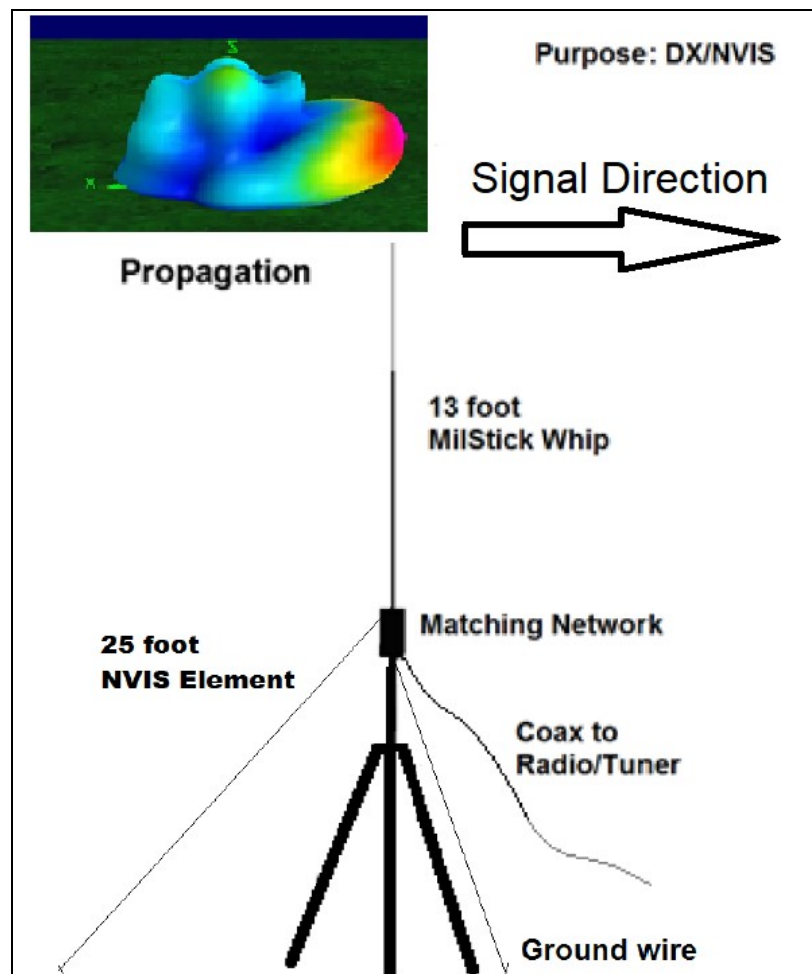 Z
Purpose: DX/NVIS
X
Signal Direction
Propagation
13 foot
MilStick Whip
Matching Network
25 foot
NVIS Element
Coax to
Radio/Tuner
Ground wire